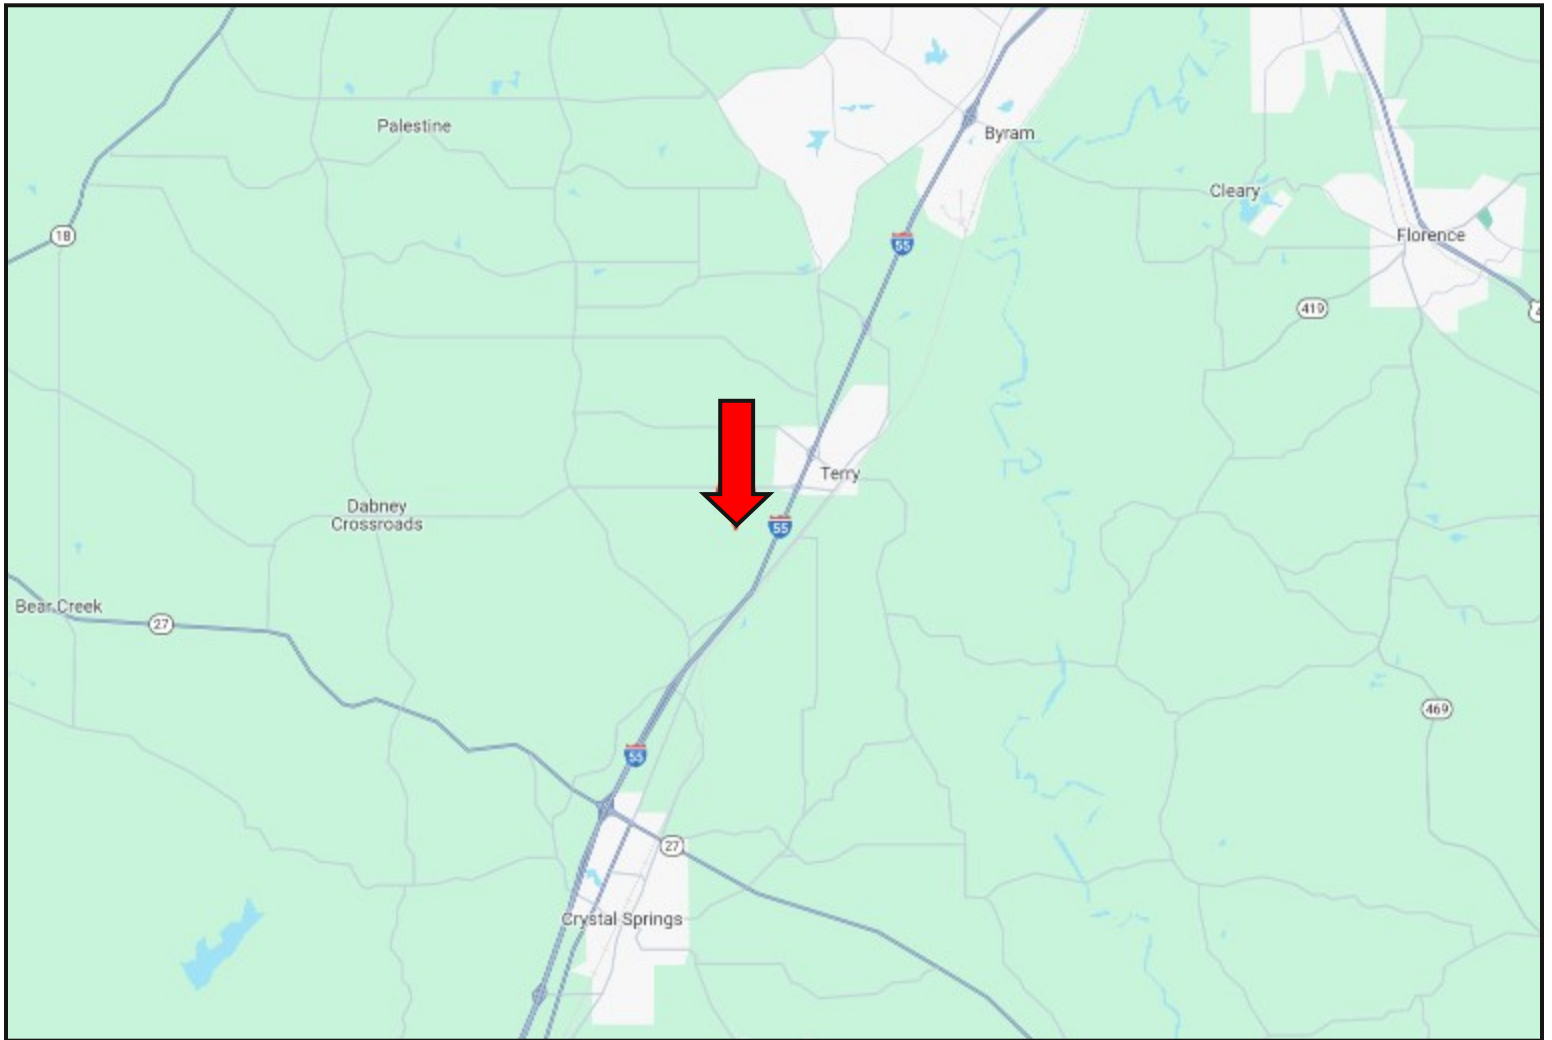 Palestine
Byram
Cleary
18
Florence
55
419
4
Terry
Dabney
Crossroads
55
Bear Creek
27
469
55
27
Crystal Springs